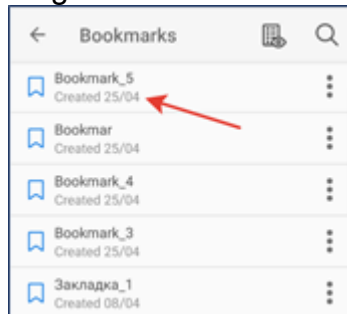 Bookmarks
Bookmark_5
Created 25/04
Bookmar
Created 25/04
Bookmark_4
Created 25/04
Bookmark_3
Created 25/04
Закладка_1
Created 08/04